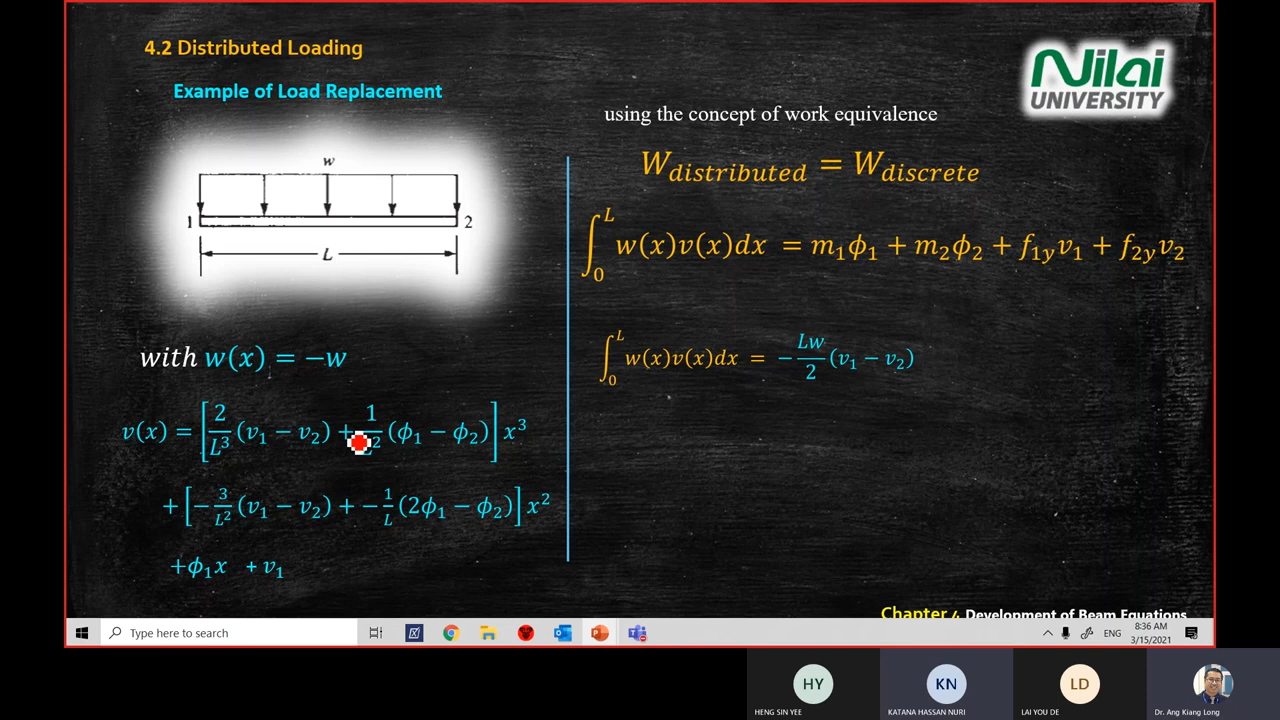 4.2 Distributed Loading
Example of Load Replacement
Nilai
UNIVERSITY
w
1 2
L
with w(x) = −w
v(x) = [2/L³ (v₁ − v₂) + 1/L² (ϕ₁ − ϕ₂)] x³
+ [−3/L² (v₁ − v₂) + −1/L (2ϕ₁ − ϕ₂)] x²
+ϕ₁x + v₁
using the concept of work equivalence
W_distributed = W_discrete
∫₀ᴸ w(x)v(x)dx = m₁ϕ₁ + m₂ϕ₂ + f₁yv₁ + f₂yv₂
∫₀ᴸ w(x)v(x)dx = −Lw/2 (v₁ − v₂)
Chapter 4 Development of Beam Equations
Type here to search
ENG
8:36 AM
3/15/2021
HY
HENG SIN YEE
KN
KATANA HASSAN NURI
LD
LAI YOU DE
Dr. Ang Kiang Long